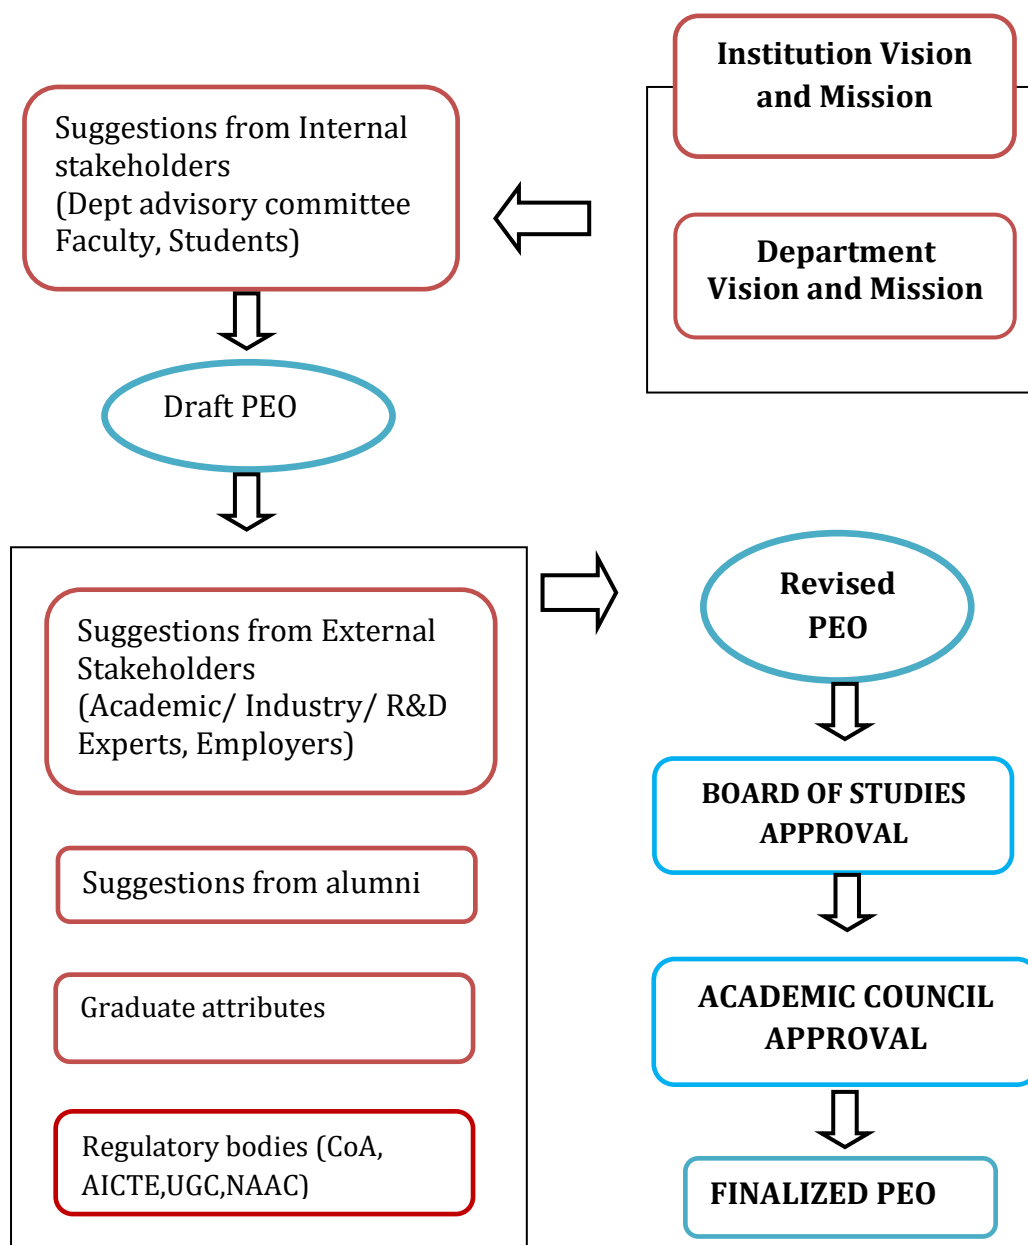 Institution Vision
and Mission
Suggestions from Internal
stakeholders
(Dept advisory committee
Faculty, Students)
Department
Vision and Mission
Draft PEO
Suggestions from External
Stakeholders
(Academic/ Industry/ R&D
Experts, Employers)
Suggestions from alumni
Graduate attributes
Regulatory bodies (CoA,
AICTE,UGC,NAAC)
Revised
PEO
BOARD OF STUDIES
APPROVAL
ACADEMIC COUNCIL
APPROVAL
FINALIZED PEO